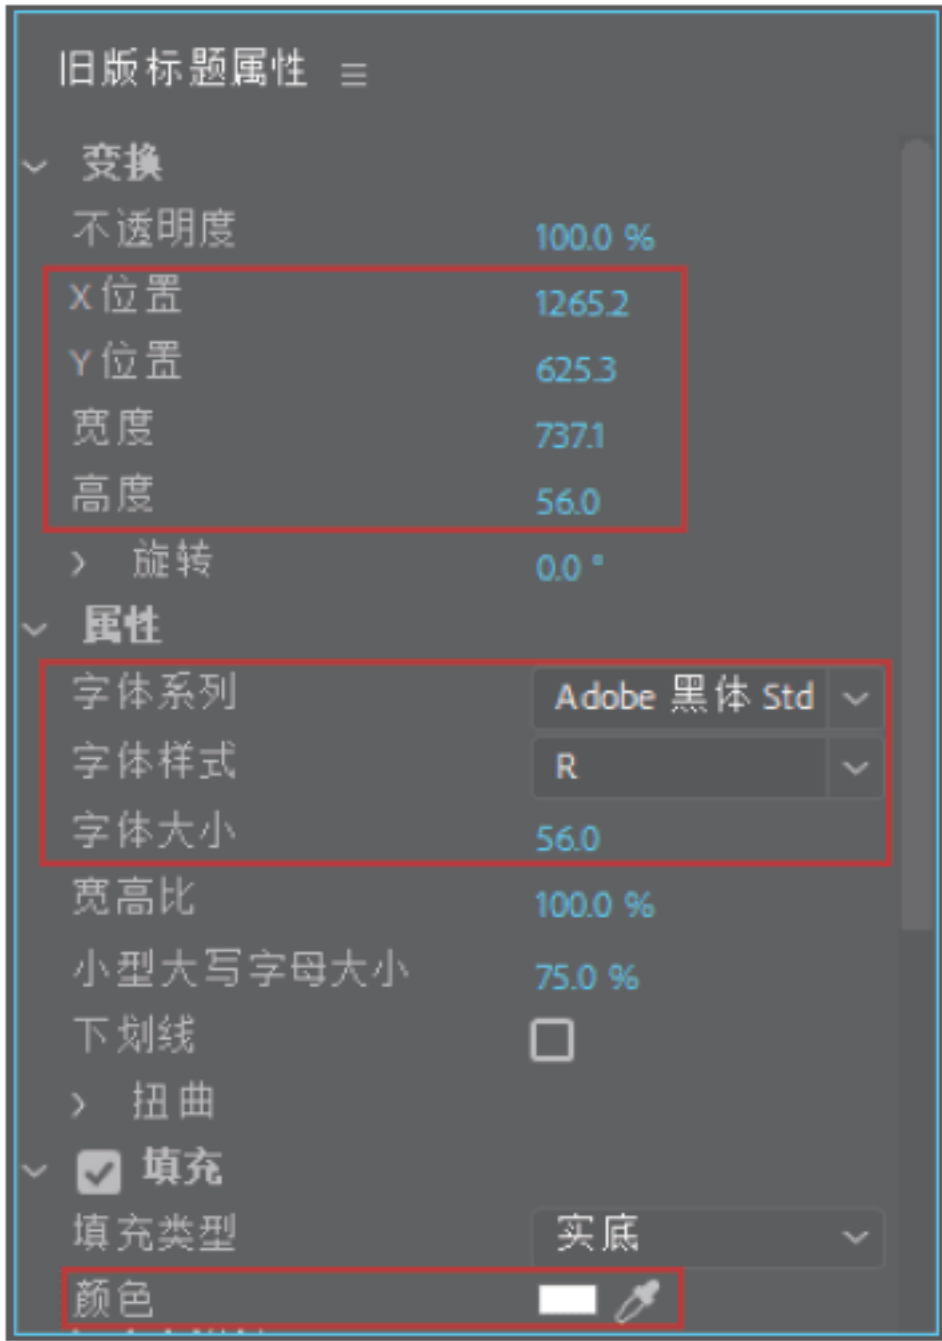 旧版标题属性
变换
不透明度 100.0 %
X位置 1265.2
Y位置 625.3
宽度 737.1
高度 56.0
旋转 0.0 °
属性
字体系列 Adobe 黑体 Std
字体样式 R
字体大小 56.0
宽高比 100.0 %
小型大写字母大小 75.0 %
下划线
扭曲
填充
填充类型 实底
颜色